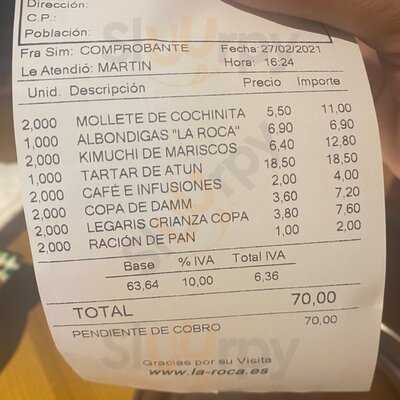 Dirección:
C.P.:
Población:
Fra Sim: COMPROBANTE Fecha: 27/02/2021
Le Atendió: MARTIN Hora: 16:24
Unid. Descripción Precio Importe
2,000 MOLLETE DE COCHINITA 5,50 11,00
1,000 ALBONDIGAS "LA ROCA" 6,90 6,90
2,000 KIMUCHI DE MARISCOS 6,40 12,80
1,000 TARTAR DE ATUN 18,50 18,50
2,000 CAFÉ E INFUSIONES 2,00 4,00
2,000 COPA DE DAMM 3,60 7,20
2,000 LEGARIS CRIANZA COPA 3,80 7,60
2,000 RACIÓN DE PAN 1,00 2,00
Base % IVA Total IVA
63,64 10,00 6,36
TOTAL 70,00
PENDIENTE DE COBRO 70,00
Gracias por su Visita
www.la-roca.es
Slurrpy
Slurrpy
Slurrpy